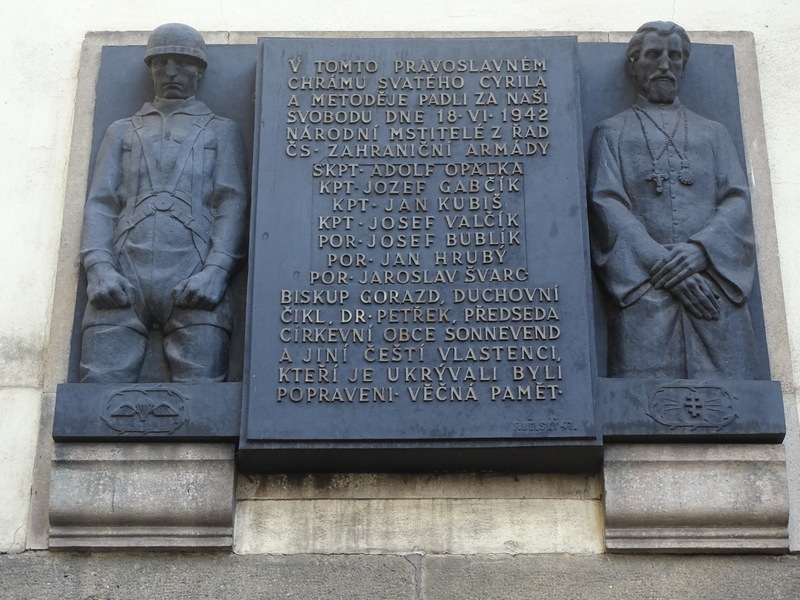 V TOMTO PRAVOSLAVNÉM
CHRÁMU SVATÉHO CYRILA
A METODĚJE PADLI ZA NAŠI
SVOBODU DNE 18·VI·1942
NÁRODNÍ MSTITELÉ Z ŘAD
ČS· ZAHRANIČNÍ ARMÁDY
ŠKPT· ADOLF OPÁLKA
KPT· JOZEF GABČÍK
KPT· JAN KUBIŠ
KPT· JOSEF VALČÍK
POR· JOSEF BUBLÍK
POR· JAN HRUBÝ
POR· JAROSLAV ŠVARC
BISKUP GORAZD, DUCHOVNÍ
ČIKL, DR· PETŘEK, PŘEDSEDA
CÍRKEVNÍ OBCE SONNEVEND
A JINÍ ČEŠTÍ VLASTENCI,
KTEŘÍ JE UKRÝVALI BYLI
POPRAVENI· VĚČNÁ PAMĚT·